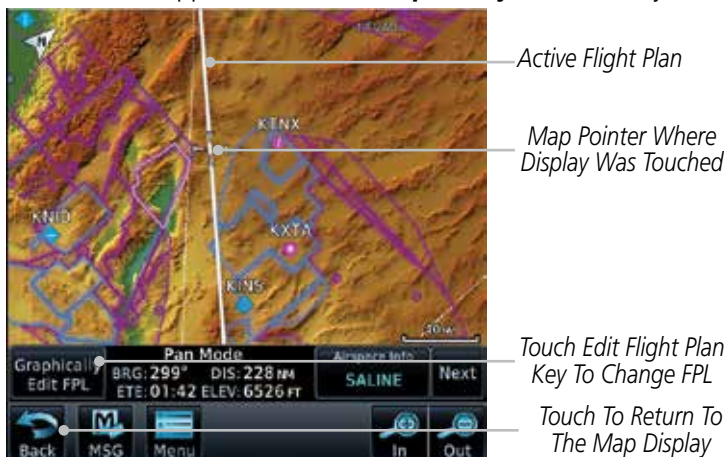 NEVADA
Active Flight Plan
KTNX
Map Pointer Where
Display Was Touched
KNID
KXTA
KINS
Graphically
Edit FPL
Pan Mode
BRG: 299° DIS: 228 NM
ETE: 01:42 ELEV: 6526 FT
Airspace Info
SALINE
Next
Touch Edit Flight Plan
Key To Change FPL
Back
MSG
Menu
In
Out
Touch To Return To
The Map Display